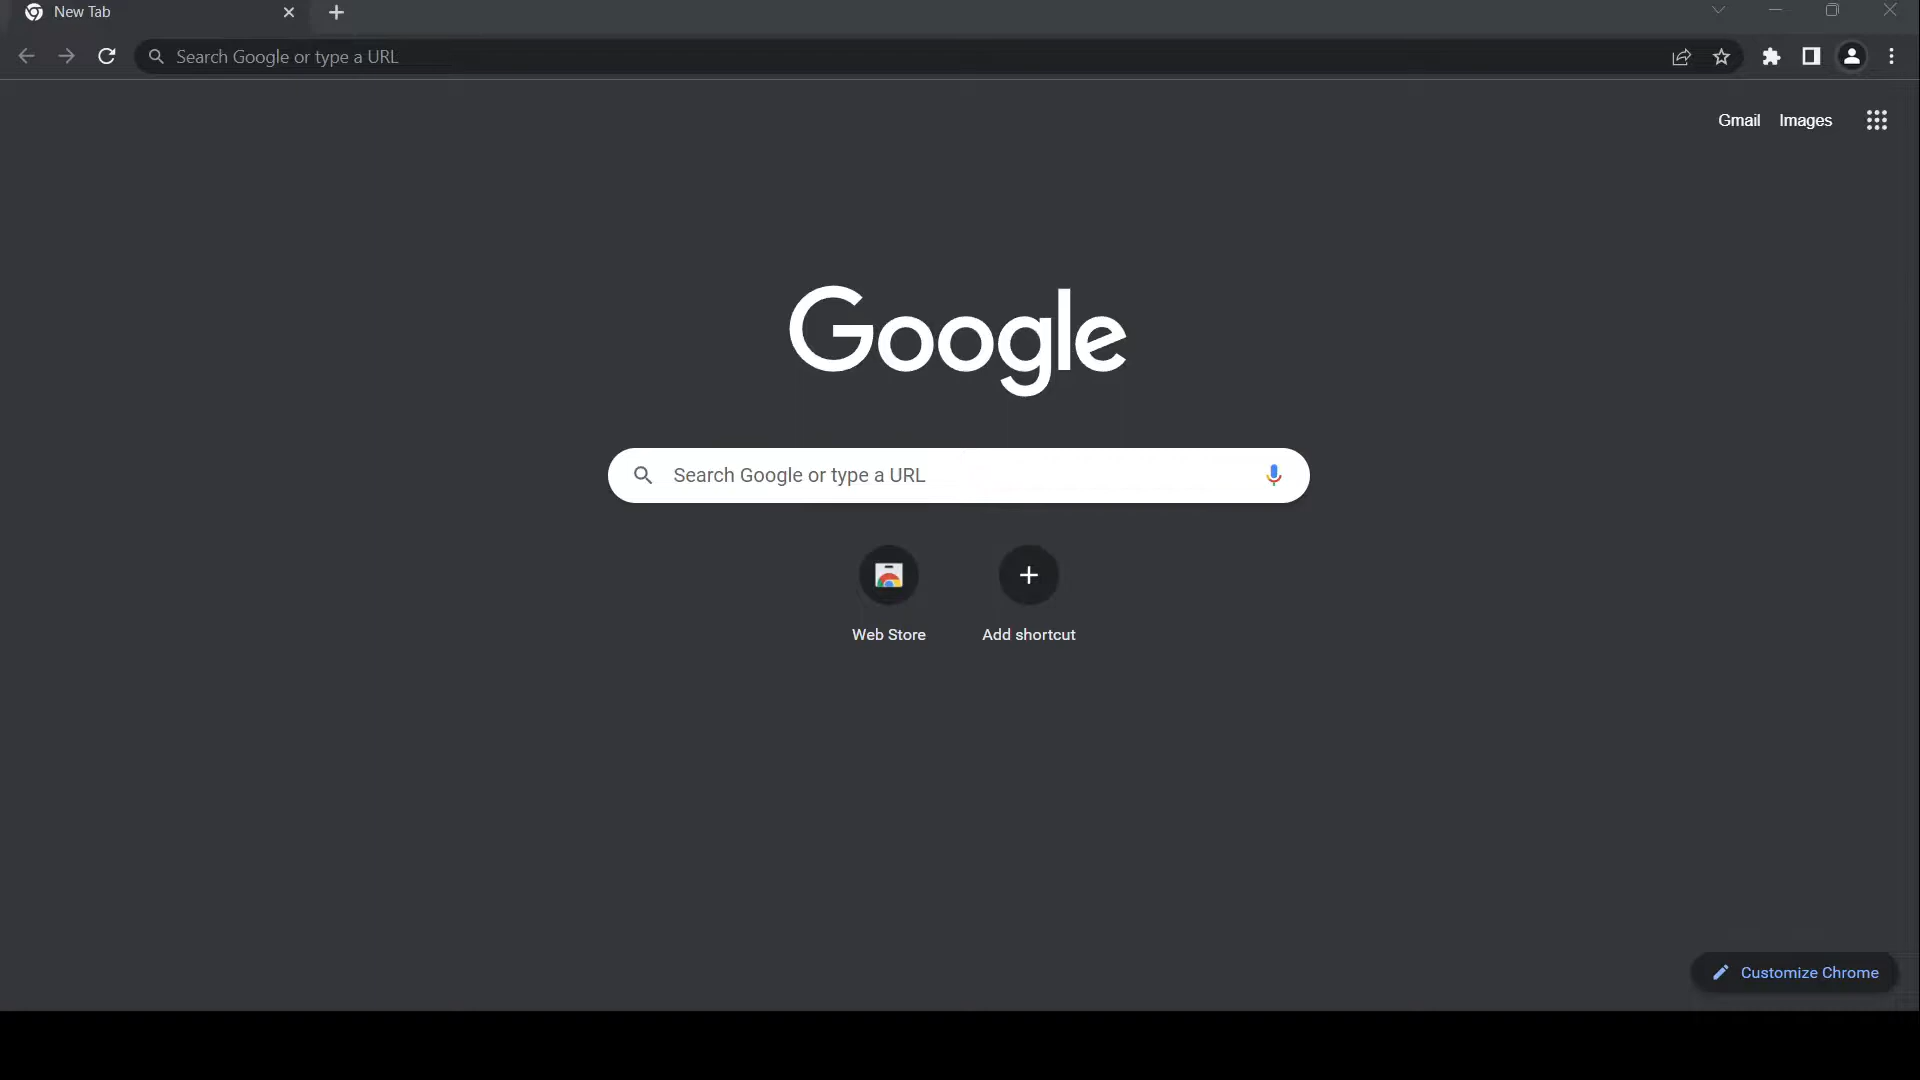 New Tab
Search Google or type a URL
Gmail Images
Google
Search Google or type a URL
Web Store Add shortcut
Customize Chrome